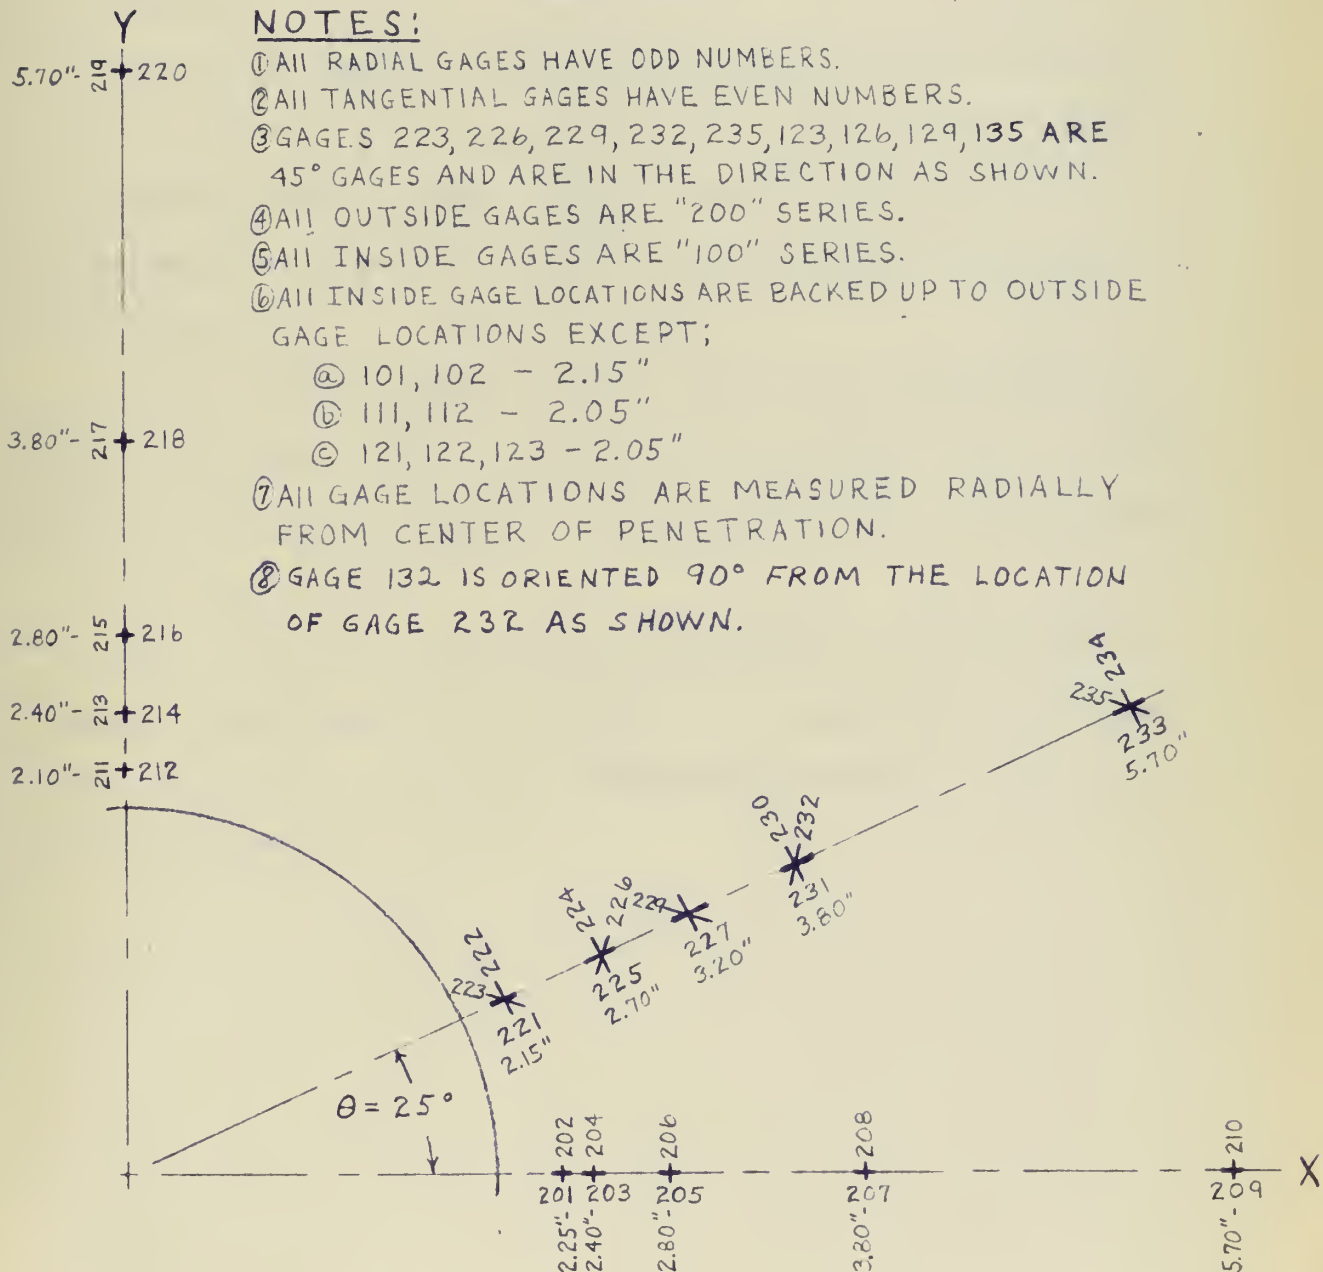 Y
NOTES:
① All RADIAL GAGES HAVE ODD NUMBERS.
② All TANGENTIAL GAGES HAVE EVEN NUMBERS.
③ GAGES 223, 226, 229, 232, 235, 123, 126, 129, 135 ARE
45° GAGES AND ARE IN THE DIRECTION AS SHOWN.
④ All OUTSIDE GAGES ARE "200" SERIES.
⑤ All INSIDE GAGES ARE "100" SERIES.
⑥ All INSIDE GAGE LOCATIONS ARE BACKED UP TO OUTSIDE
GAGE LOCATIONS EXCEPT;
ⓐ 101, 102 - 2.15"
ⓑ 111, 112 - 2.05"
ⓒ 121, 122, 123 - 2.05"
⑦ All GAGE LOCATIONS ARE MEASURED RADIALLY
FROM CENTER OF PENETRATION.
⑧ GAGE 132 IS ORIENTED 90° FROM THE LOCATION
OF GAGE 232 AS SHOWN.
5.70"- 219 220
3.80"- 217 218
2.80"- 215 216
2.40"- 213 214
2.10"- 211 212
234
235
233
5.70"
230
232
231
3.80"
229
227
3.20"
224
226
225
2.70"
222
223
221
2.15"
θ = 25°
202 204 206 208 210
201 203 205 207 209
2.25"- 2.40"- 2.80"- 3.80"- 5.70"-
X